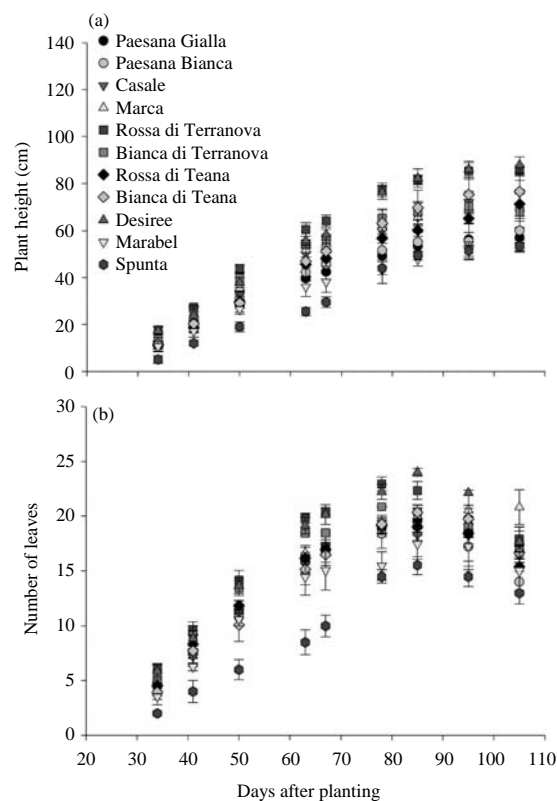 (a)
140
120
100
80
60
40
20
0
Plant height (cm)
Paesana Gialla
Paesana Bianca
Casale
Marca
Rossa di Terranova
Bianca di Terranova
Rossa di Teana
Bianca di Teana
Desiree
Marabel
Spunta
(b)
30
25
20
15
10
5
0
Number of leaves
20 30 40 50 60 70 80 90 100 110
Days after planting